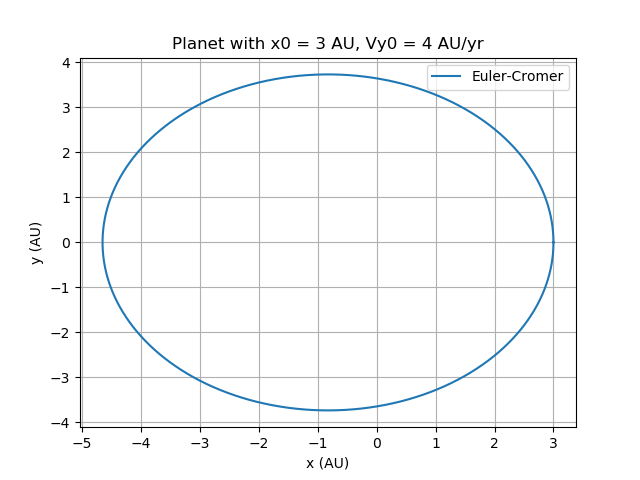 Planet with x0 = 3 AU, Vy0 = 4 AU/yr
Euler-Cromer
4
3
2
1
0
−1
−2
−3
−4
y (AU)
−5 −4 −3 −2 −1 0 1 2 3
x (AU)